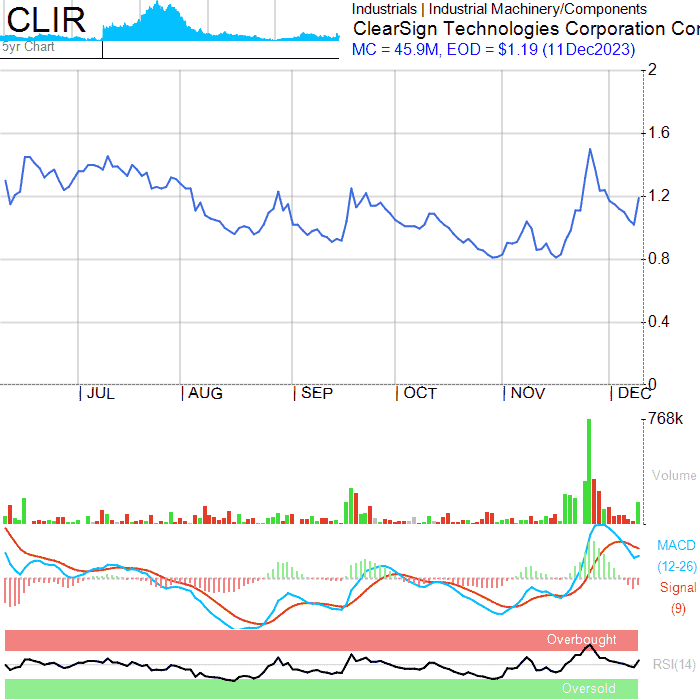 CLIR
5yr Chart
Industrials | Industrial Machinery/Components
ClearSign Technologies Corporation Cor
MC = 45.9M, EOD = $1.19 (11Dec2023)
2
1.6
1.2
0.8
0.4
0
JUL
AUG
SEP
OCT
NOV
DEC
768k
Volume
MACD
(12-26)
Signal
(9)
Overbought
RSI(14)
Oversold